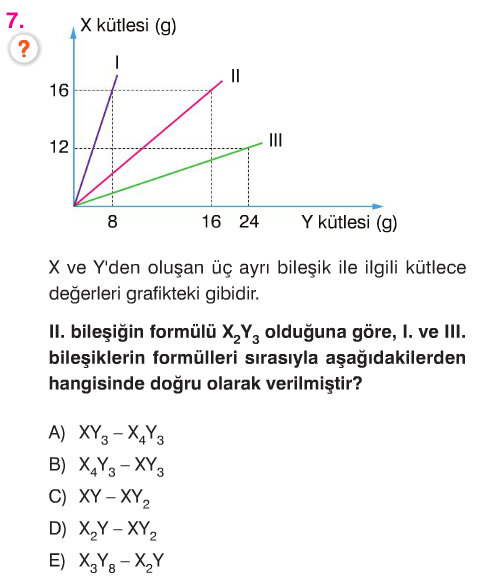 7.
?
X kütlesi (g)
I
II
16
III
12
8
16
24
Y kütlesi (g)
X ve Y'den oluşan üç ayrı bileşik ile ilgili kütlece
değerleri grafikteki gibidir.
II. bileşiğin formülü X₂Y₃ olduğuna göre, I. ve III.
bileşiklerin formülleri sırasıyla aşağıdakilerden
hangisinde doğru olarak verilmiştir?
A) XY₃ – X₄Y₃
B) X₄Y₃ – XY₃
C) XY – XY₂
D) X₂Y – XY₂
E) X₃Y₈ – X₂Y